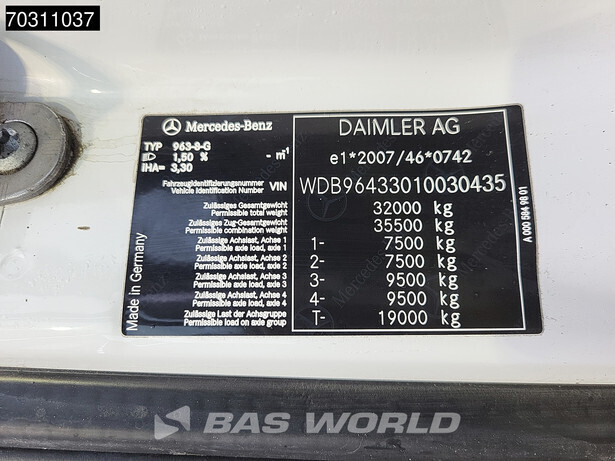 70311037
Mercedes-Benz
DAIMLER AG
TYP 963-8-G
1,50 % - m⁻¹
IHA= 3,30
e1*2007/46*0742
Fahrzeugidentifizierungsnummer
Vehicle Identification Number
VIN
WDB96433010030435
Zulässiges Gesamtgewicht
Permissible total weight
32000 kg
Zulässiges Zug-Gesamtgewicht
Permissible combination weight
35500 kg
Zulässige Achslast, Achse 1
Permissible axle load, axle 1
1- 7500 kg
Zulässige Achslast, Achse 2
Permissible axle load, axle 2
2- 7500 kg
Zulässige Achslast, Achse 3
Permissible axle load, axle 3
3- 9500 kg
Zulässige Achslast, Achse 4
Permissible axle load, axle 4
4- 9500 kg
Zulässige Last der Achsgruppe
Permissible load on axle group
T- 19000 kg
Made in Germany
A 000 584 98 01
BAS WORLD